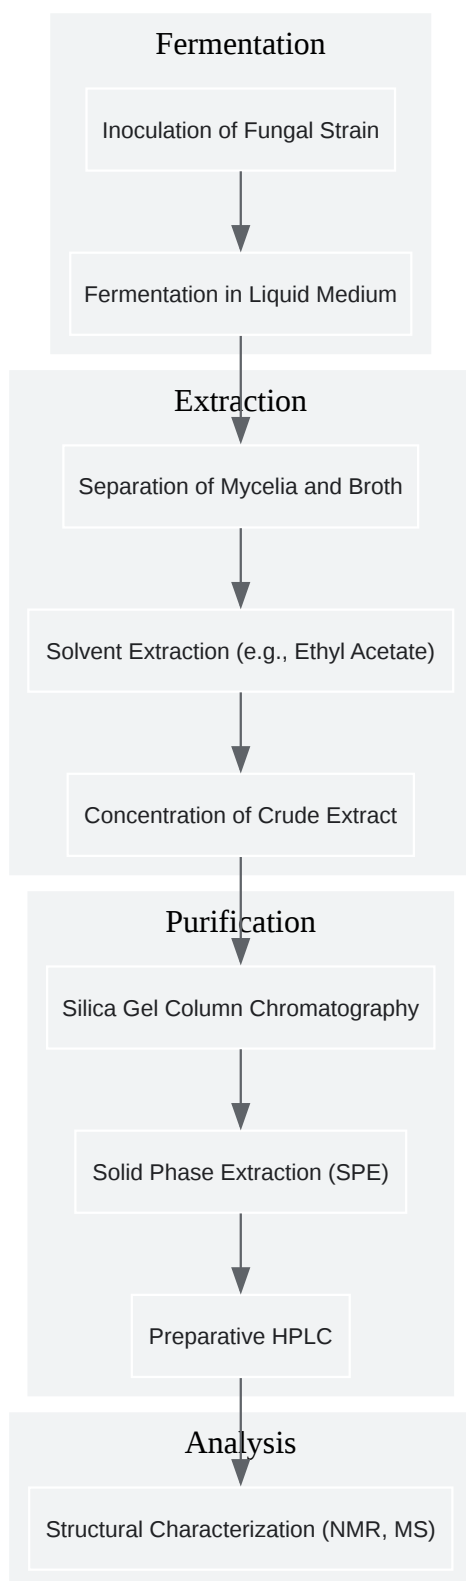 Fermentation
Inoculation of Fungal Strain
Fermentation in Liquid Medium
Extraction
Separation of Mycelia and Broth
Solvent Extraction (e.g., Ethyl Acetate)
Concentration of Crude Extract
Purification
Silica Gel Column Chromatography
Solid Phase Extraction (SPE)
Preparative HPLC
Analysis
Structural Characterization (NMR, MS)